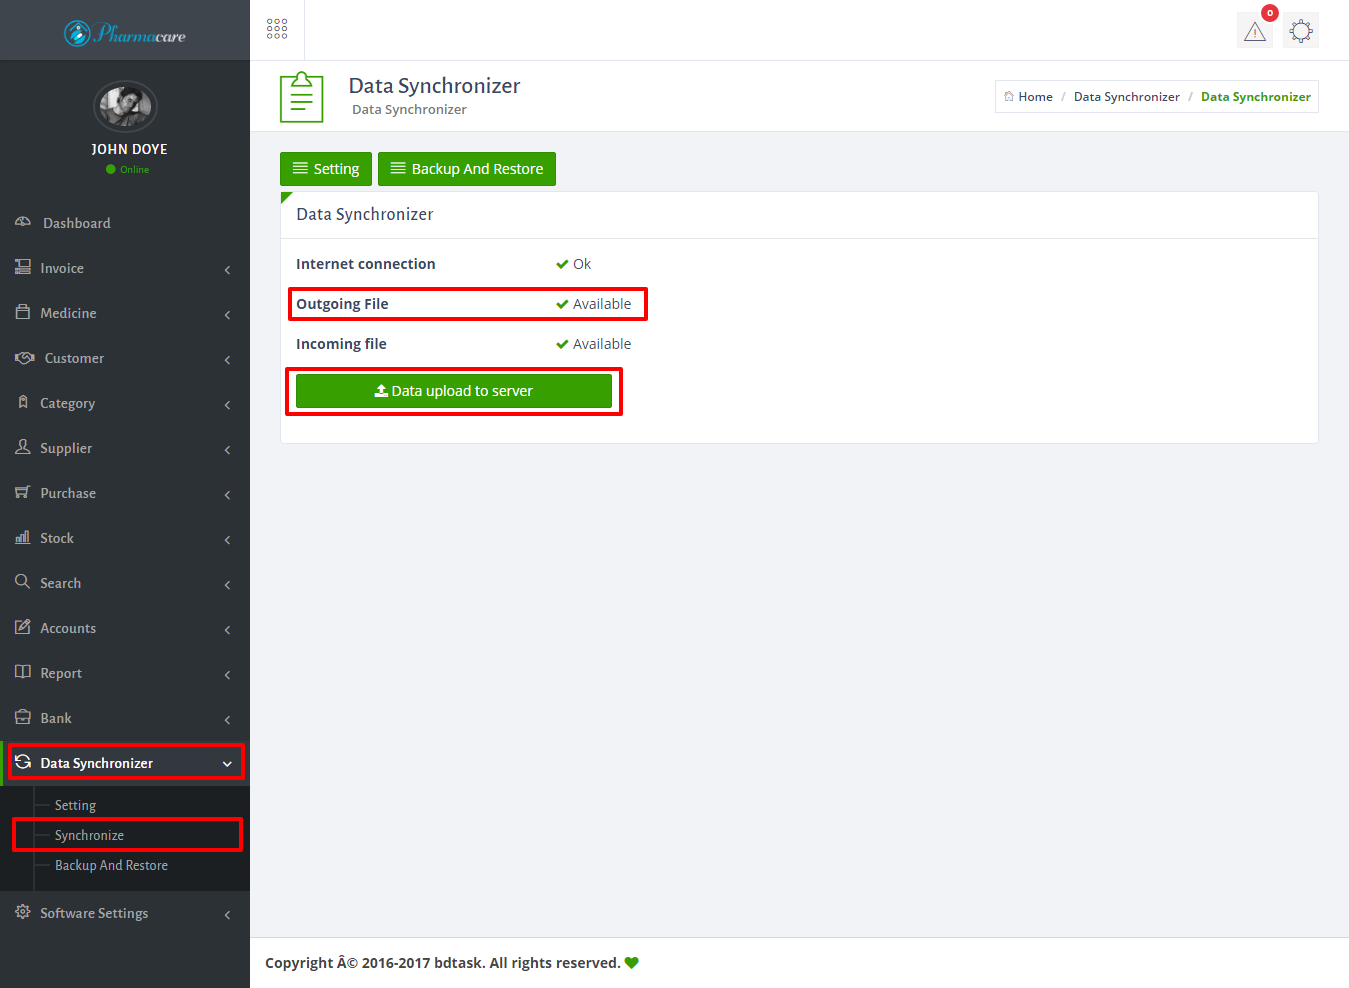 Pharmacare
0
JOHN DOYE
Online
Dashboard
Invoice
Medicine
Customer
Category
Supplier
Purchase
Stock
Search
Accounts
Report
Bank
Data Synchronizer
Setting
Synchronize
Backup And Restore
Software Settings
Data Synchronizer
Data Synchronizer
Home / Data Synchronizer / Data Synchronizer
Setting Backup And Restore
Data Synchronizer
Internet connection Ok
Outgoing File Available
Incoming file Available
Data upload to server
Copyright Â© 2016-2017 bdtask. All rights reserved.